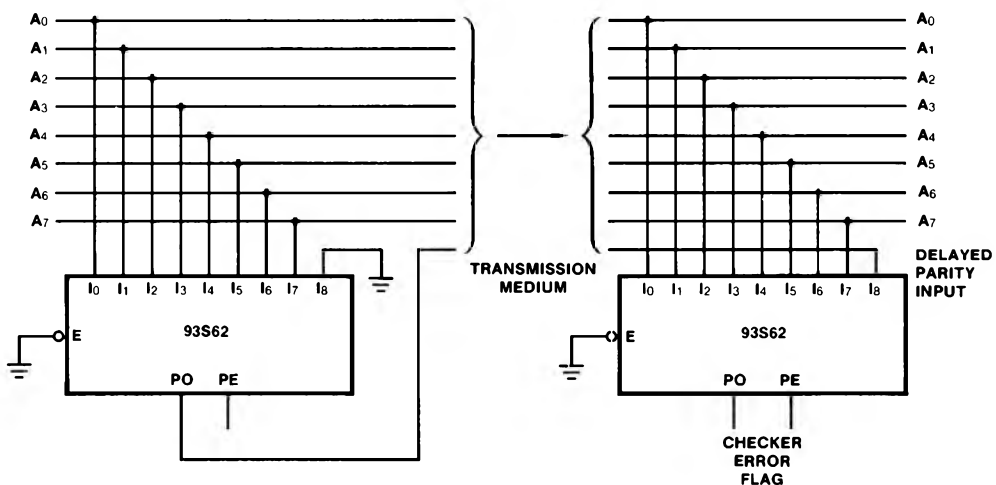 A0 A0
A1 A1
A2 A2
A3 A3
A4 A4
A5 A5
A6 A6
A7 A7
TRANSMISSION
MEDIUM
DELAYED
PARITY
INPUT
I0 I1 I2 I3 I4 I5 I6 I7 I8
I0 I1 I2 I3 I4 I5 I6 I7 I8
E 93S62
E 93S62
PO PE
PO PE
CHECKER
ERROR
FLAG